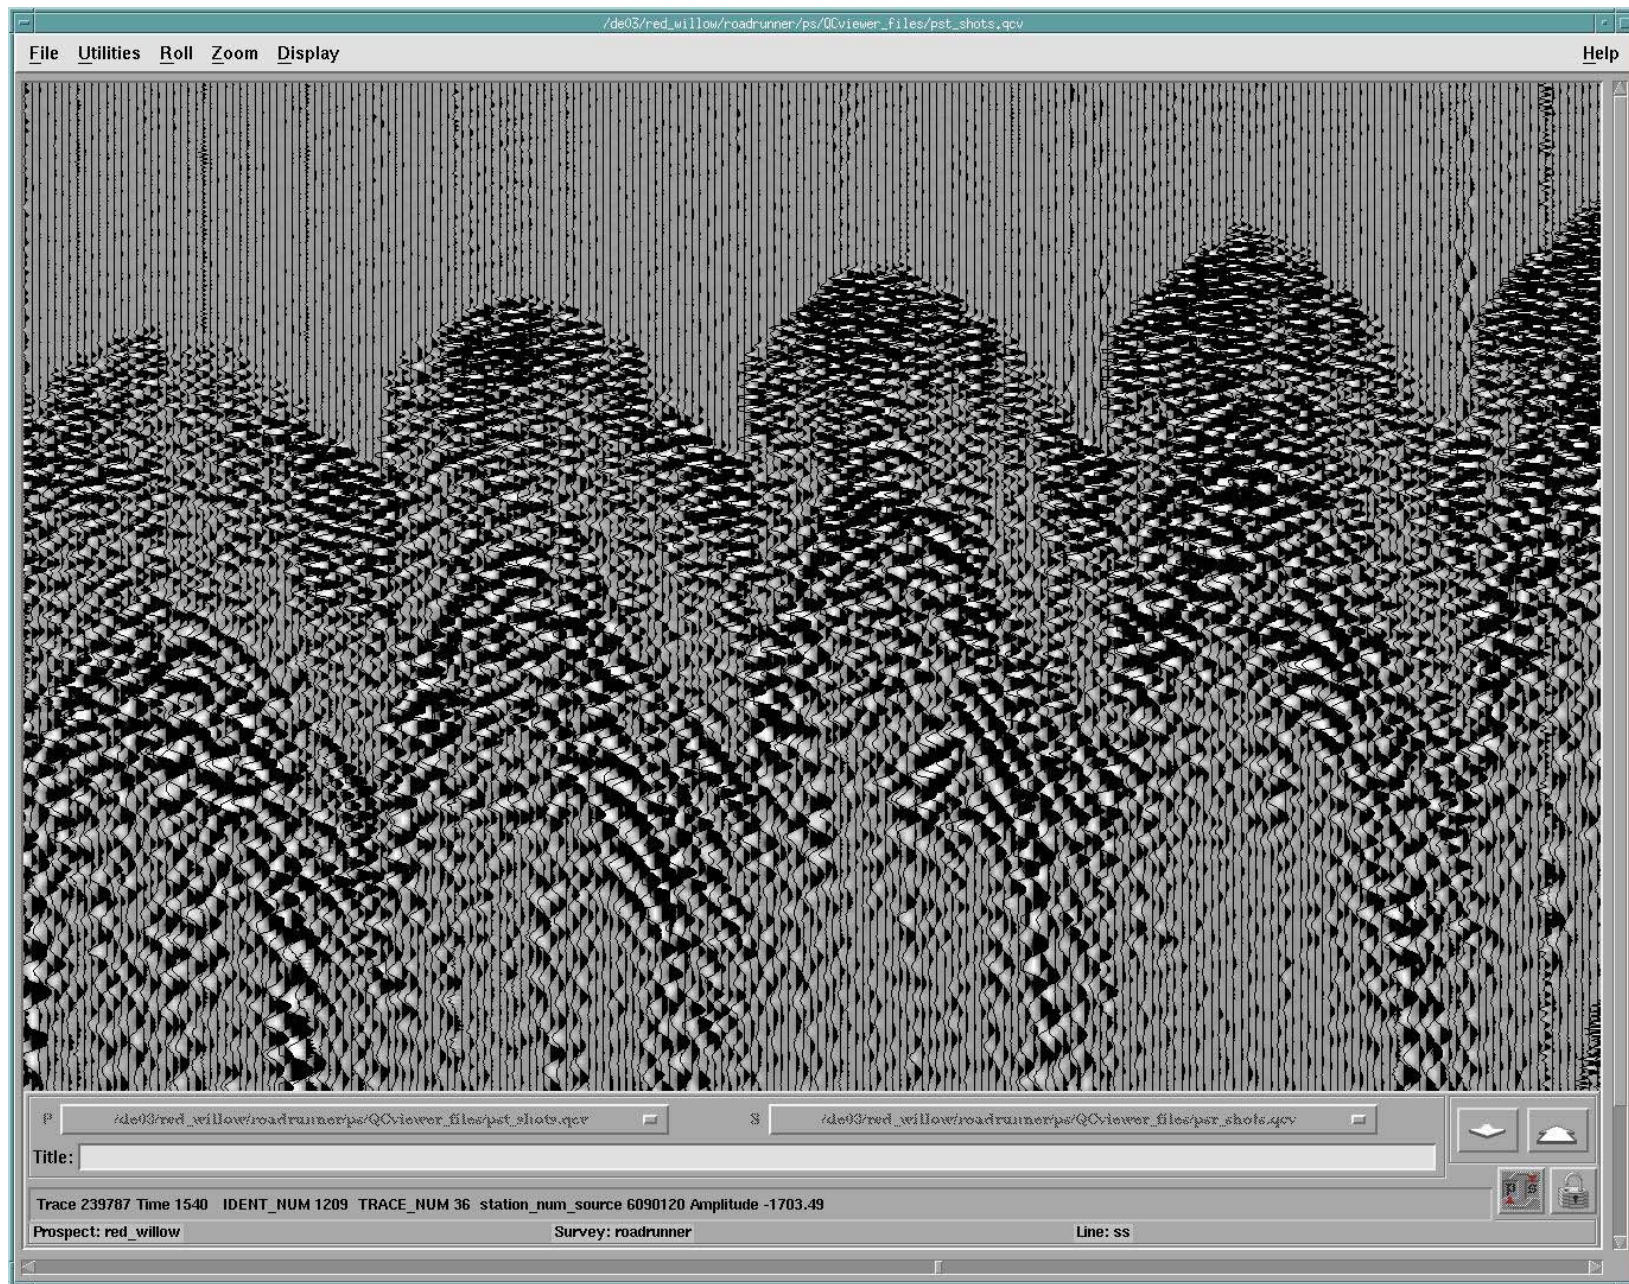 /de03/red_willow/roadrunner/ps/QCviewer_files/pst_shots.qcv
File Utilities Roll Zoom Display Help
P /de03/red_willow/roadrunner/ps/QCviewer_files/pst_shots.qcv S /de03/red_willow/roadrunner/ps/QCviewer_files/psr_shots.qcv
Title:
Trace 239787 Time 1540 IDENT_NUM 1209 TRACE_NUM 36 station_num_source 6090120 Amplitude -1703.49
P S
Prospect: red_willow Survey: roadrunner Line: ss